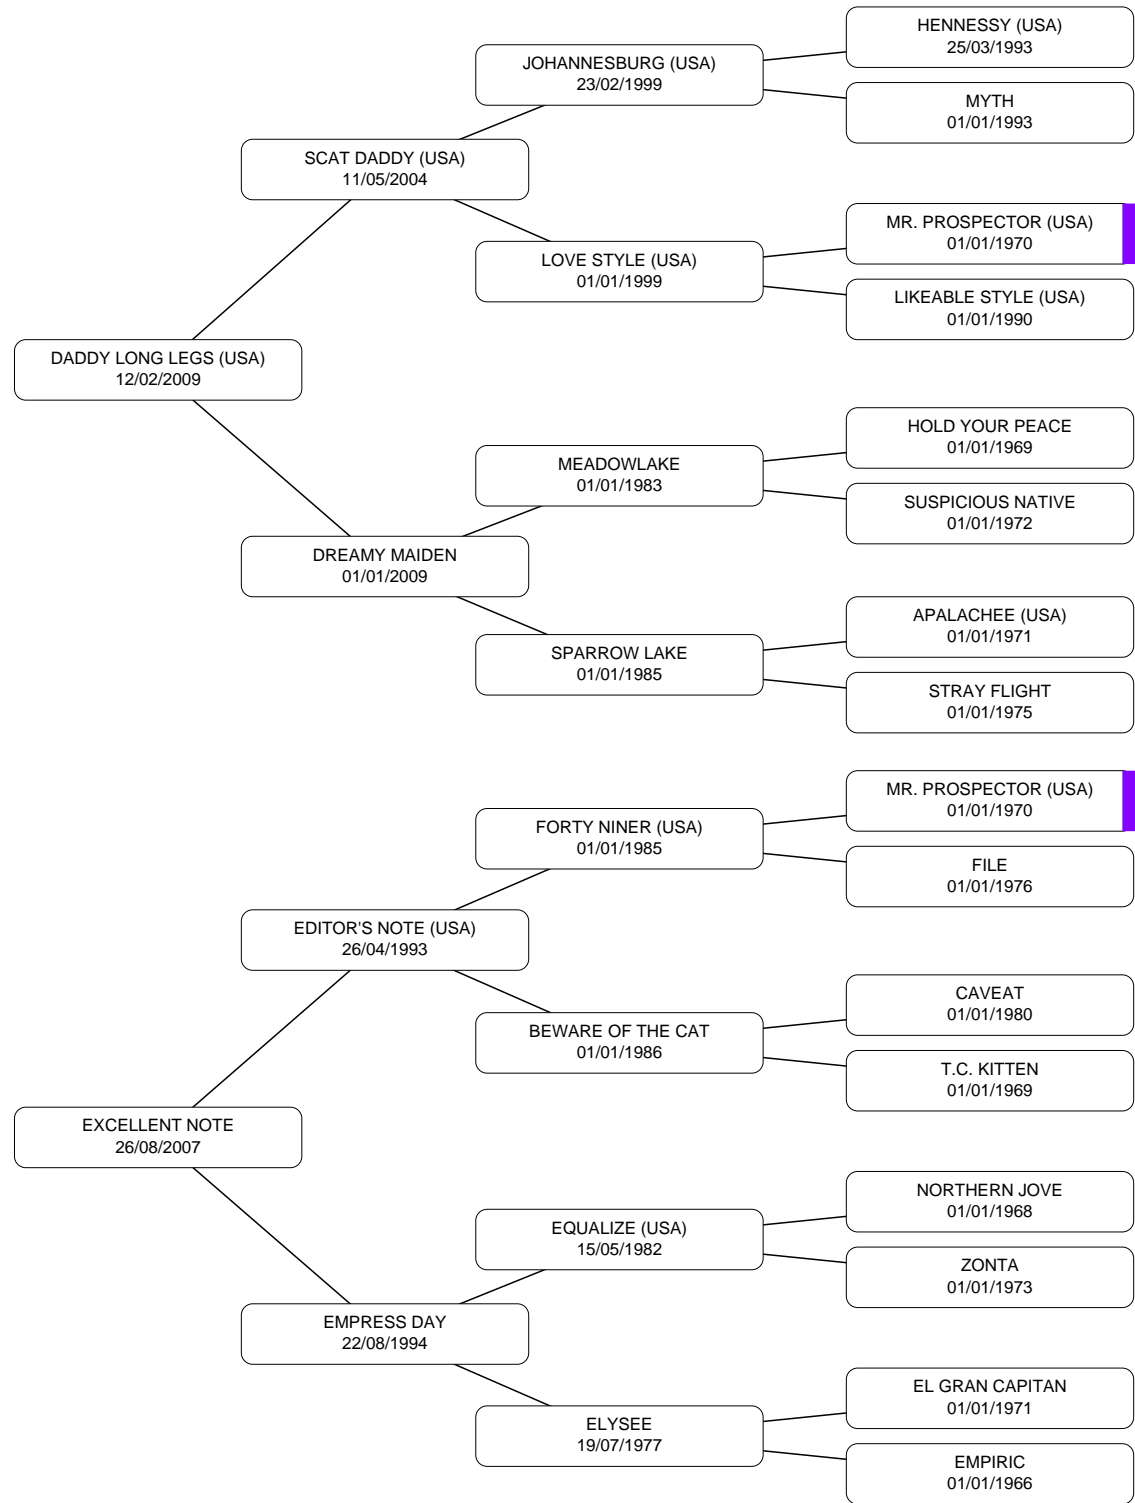 HENNESSY (USA)
25/03/1993
JOHANNESBURG (USA)
23/02/1999
MYTH
01/01/1993
SCAT DADDY (USA)
11/05/2004
MR. PROSPECTOR (USA)
01/01/1970
LOVE STYLE (USA)
01/01/1999
LIKEABLE STYLE (USA)
01/01/1990
DADDY LONG LEGS (USA)
12/02/2009
HOLD YOUR PEACE
01/01/1969
MEADOWLAKE
01/01/1983
SUSPICIOUS NATIVE
01/01/1972
DREAMY MAIDEN
01/01/2009
APALACHEE (USA)
01/01/1971
SPARROW LAKE
01/01/1985
STRAY FLIGHT
01/01/1975
MR. PROSPECTOR (USA)
01/01/1970
FORTY NINER (USA)
01/01/1985
FILE
01/01/1976
EDITOR'S NOTE (USA)
26/04/1993
CAVEAT
01/01/1980
BEWARE OF THE CAT
01/01/1986
T.C. KITTEN
01/01/1969
EXCELLENT NOTE
26/08/2007
NORTHERN JOVE
01/01/1968
EQUALIZE (USA)
15/05/1982
ZONTA
01/01/1973
EMPRESS DAY
22/08/1994
EL GRAN CAPITAN
01/01/1971
ELYSEE
19/07/1977
EMPIRIC
01/01/1966